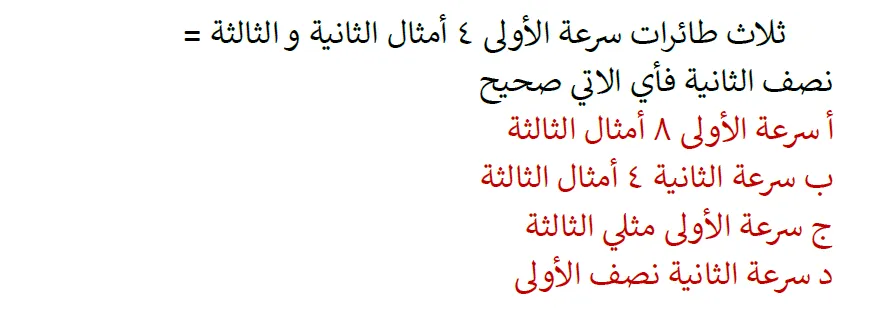 ثلاث طائرات سرعة الأولى ٤ أمثال الثانية و الثالثة =
نصف الثانية فأي الاتي صحيح
أ سرعة الأولى ٨ أمثال الثالثة
ب سرعة الثانية ٤ أمثال الثالثة
ج سرعة الأولى مثلي الثالثة
د سرعة الثانية نصف الأولى